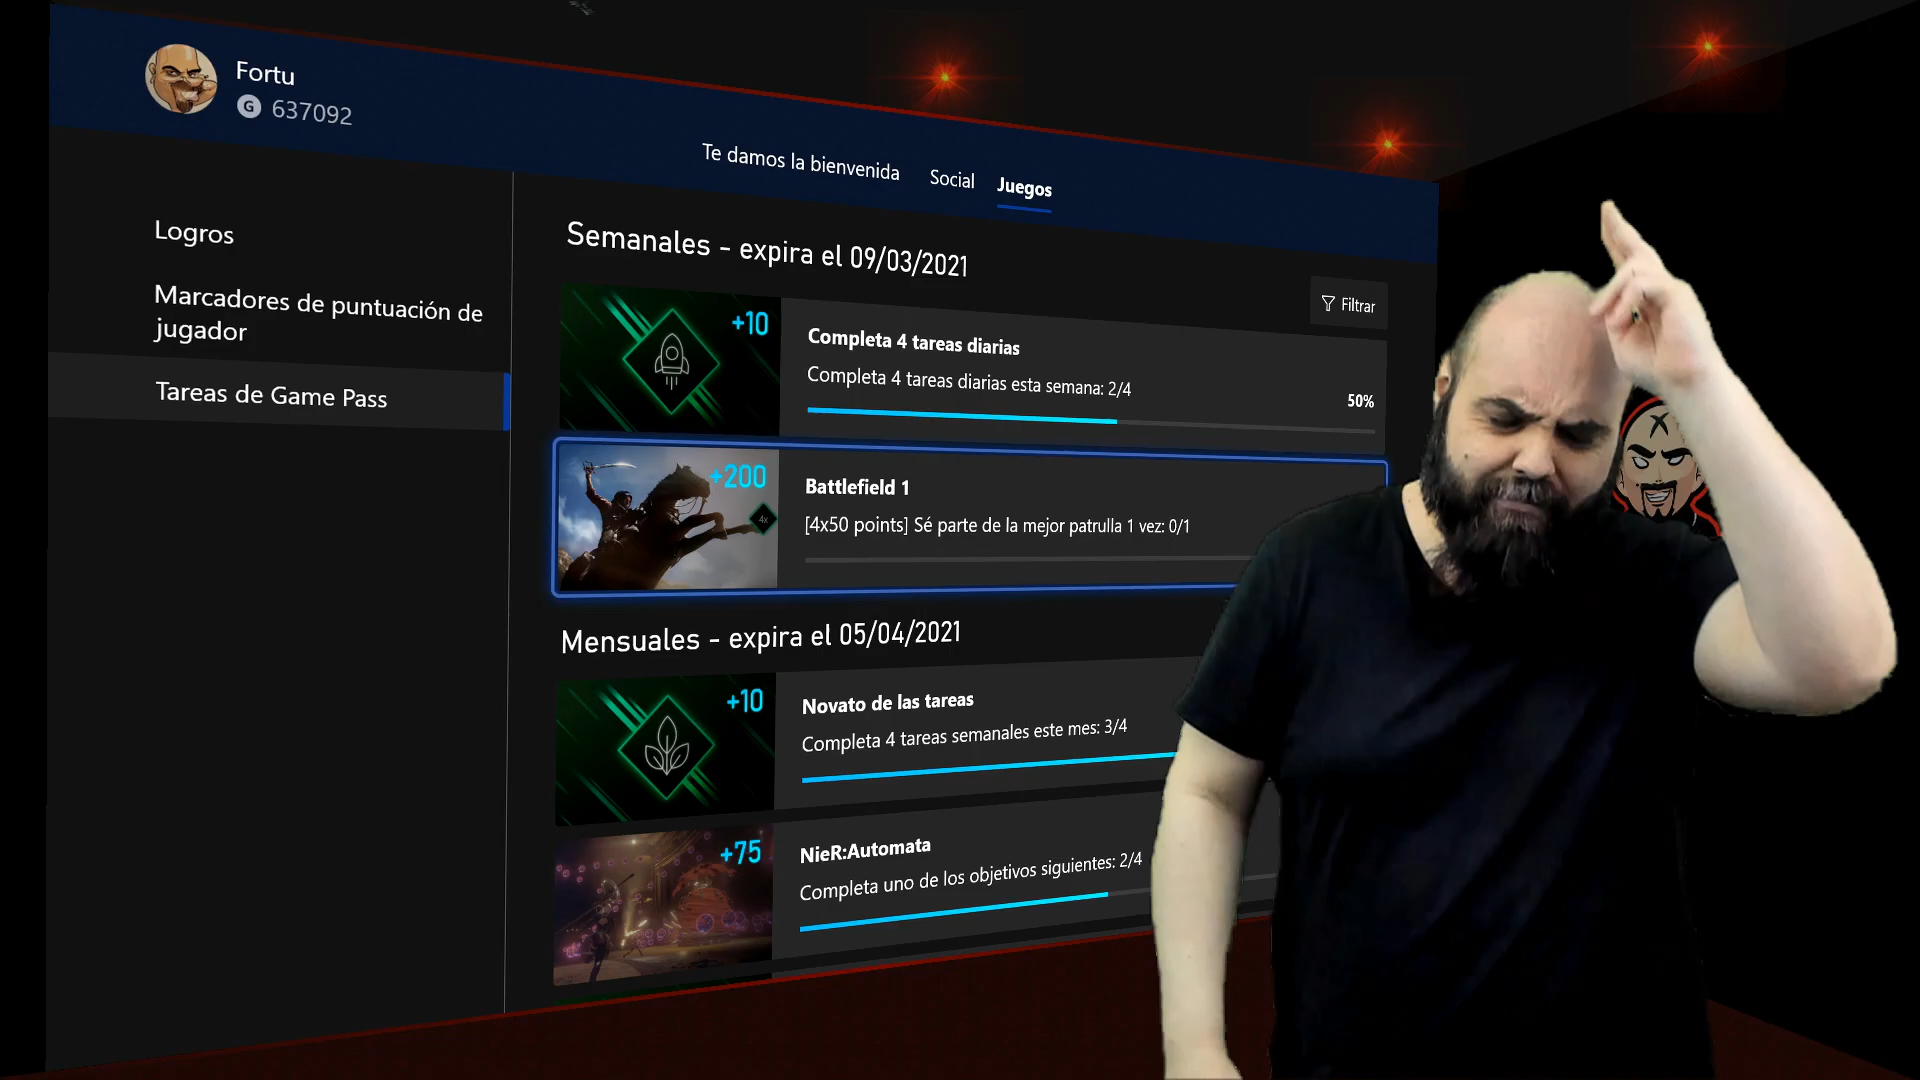 Fortu
G 637092
Te damos la bienvenida Social Juegos
Logros
Marcadores de puntuación de
jugador
Tareas de Game Pass
Semanales - expira el 09/03/2021
Filtrar
+10
Completa 4 tareas diarias
Completa 4 tareas diarias esta semana: 2/4
50%
+200
4x
Battlefield 1
[4x50 points] Sé parte de la mejor patrulla 1 vez: 0/1
Mensuales - expira el 05/04/2021
+10
Novato de las tareas
Completa 4 tareas semanales este mes: 3/4
+75
NieR:Automata
Completa uno de los objetivos siguientes: 2/4